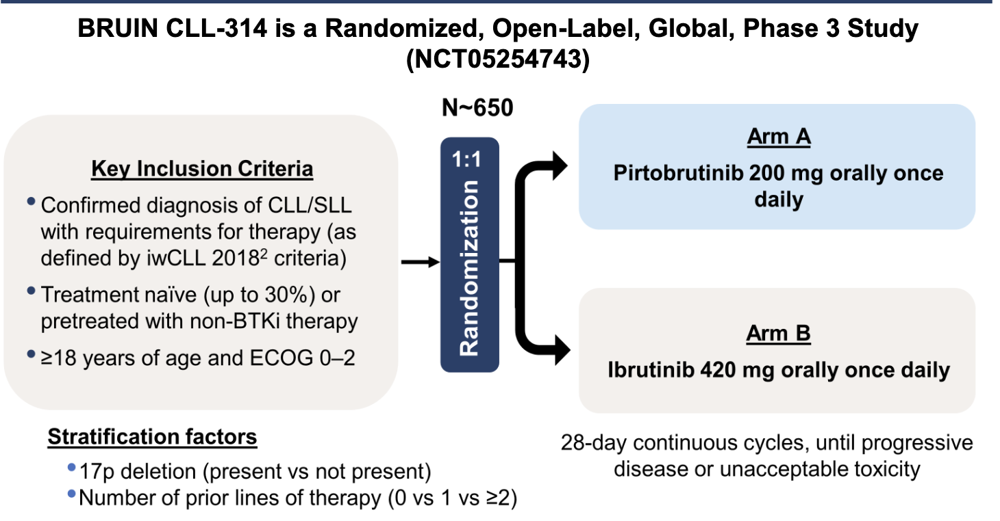 BRUIN CLL-314 is a Randomized, Open-Label, Global, Phase 3 Study
(NCT05254743)
Key Inclusion Criteria
• Confirmed diagnosis of CLL/SLL
with requirements for therapy (as
defined by iwCLL 2018² criteria)
• Treatment naïve (up to 30%) or
pretreated with non-BTKi therapy
• ≥18 years of age and ECOG 0–2
Stratification factors
• 17p deletion (present vs not present)
• Number of prior lines of therapy (0 vs 1 vs ≥2)
N~650
1:1
Randomization
Arm A
Pirtobrutinib 200 mg orally once
daily
Arm B
Ibrutinib 420 mg orally once daily
28-day continuous cycles, until progressive
disease or unacceptable toxicity